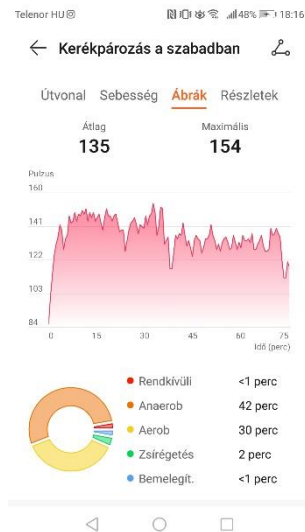 Telenor HU 48% 18:16
Kerékpározás a szabadban
Útvonal Sebesség Ábrák Részletek
Átlag Maximális
135 154
Pulzus
160
141
122
103
84
0 15 30 45 60 75
Idő (perc)
Rendkívüli <1 perc
Anaerob 42 perc
Aerob 30 perc
Zsírégetés 2 perc
Bemelegít. <1 perc